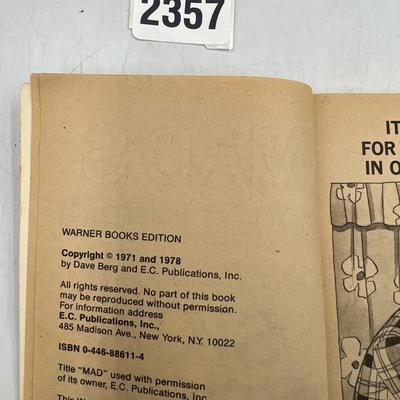 2357
WARNER BOOKS EDITION
Copyright © 1971 and 1978
by Dave Berg and E.C. Publications, Inc.
All rights reserved. No part of this book
may be reproduced without permission.
For information address
E.C. Publications, Inc.,
485 Madison Ave., New York, N.Y. 10022
ISBN 0-446-88611-4
Title "MAD" used with permission
of its owner, E.C. Publications, Inc.
This W
IT
FOR
IN O